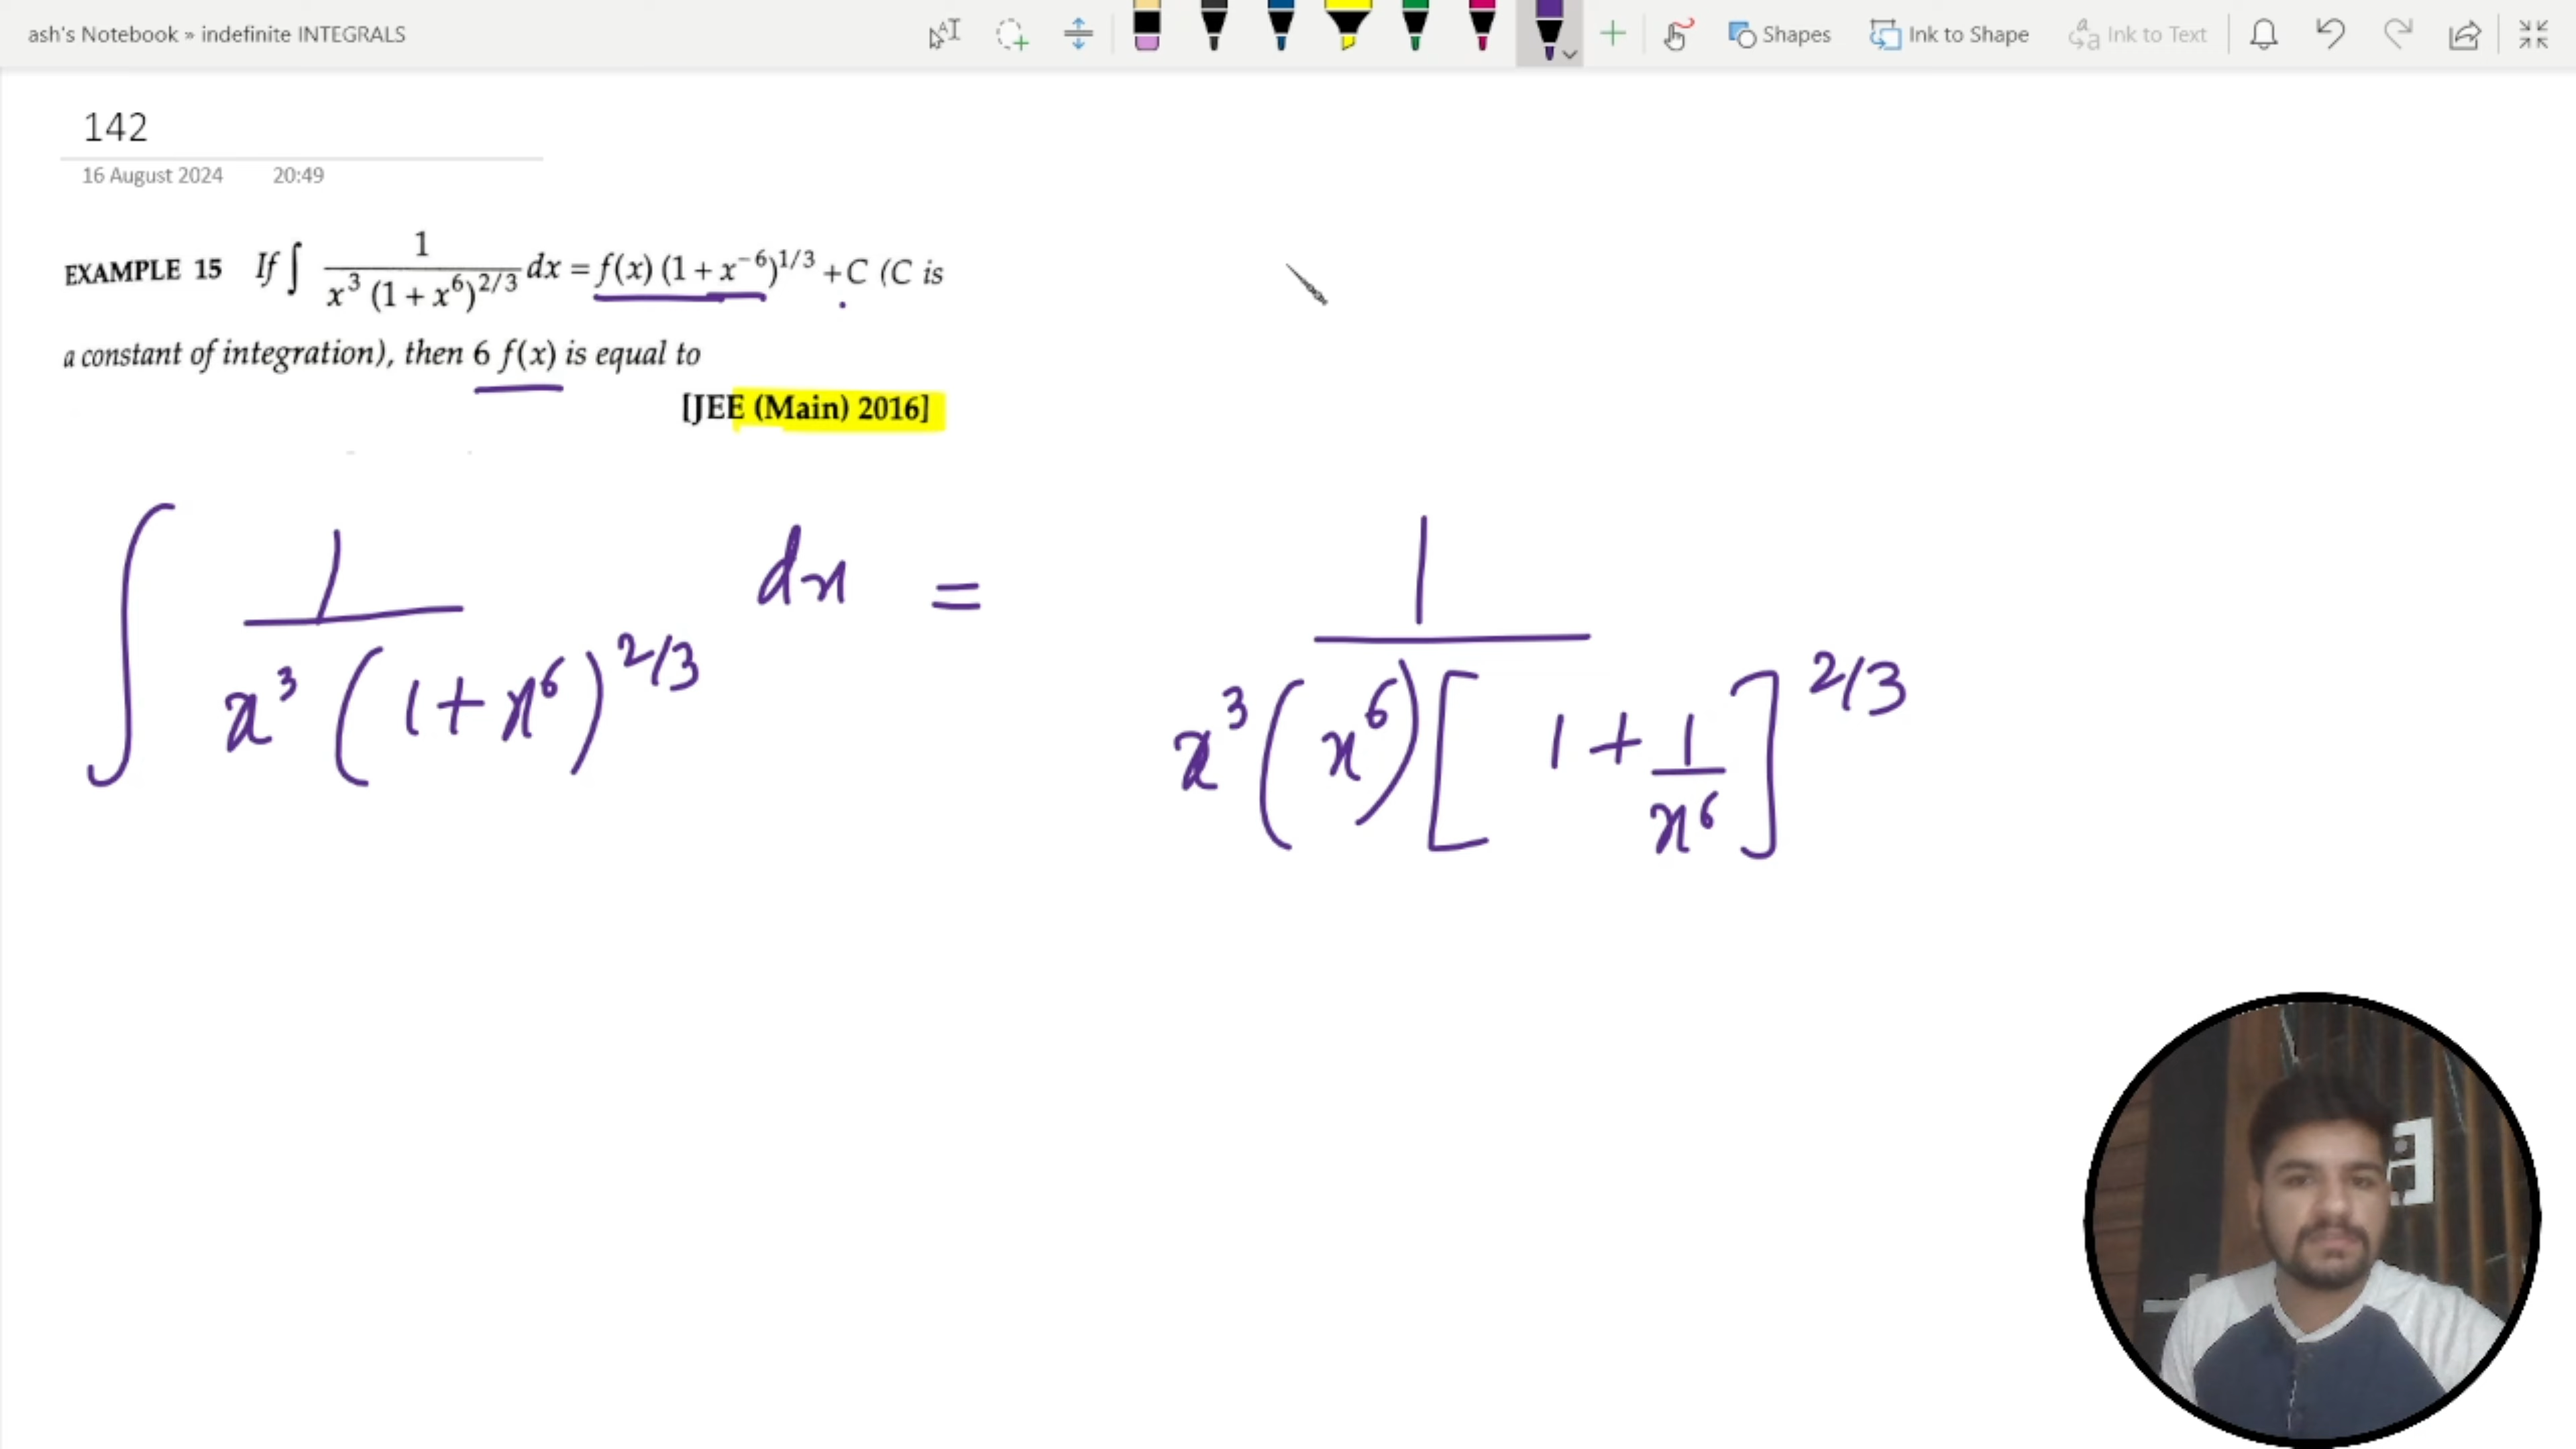 ash's Notebook » indefinite INTEGRALS
Shapes
Ink to Shape
Ink to Text
142
16 August 2024 20:49
EXAMPLE 15 If ∫ 1/(x³ (1 + x⁶)^2/3) dx = f(x) (1 + x⁻⁶)^1/3 + C (C is
a constant of integration), then 6 f(x) is equal to
[JEE (Main) 2016]
∫ 1/(x³ (1 + x⁶)^2/3) dx = 1/(x³ (x⁶) [1 + 1/x⁶]^2/3)